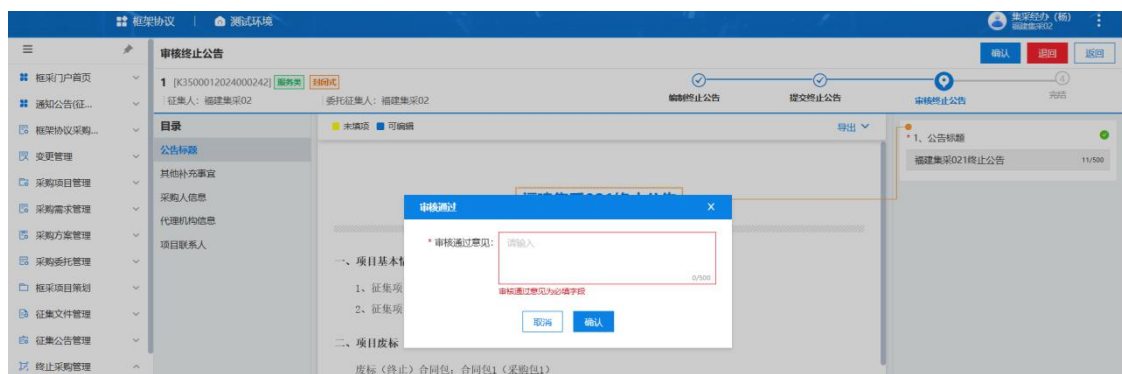 框架协议 | 测试环境 集采经办（杨）
福建集采02
审核终止公告 确认 退回 返回
框采门户首页
通知公告(征...
框架协议采购...
变更管理
采购项目管理
采购需求管理
采购方案管理
采购委托管理
框采项目策划
征集文件管理
征集公告管理
终止采购管理
1 [K3500012024000242] 服务类 封闭式
征集人：福建集采02 委托征集人：福建集采02
编制终止公告 提交终止公告 审核终止公告 4 完结
目录
公告标题
其他补充事宜
采购人信息
代理机构信息
项目联系人
未填项 可编辑 导出
一、项目基本
1、征集项
2、征集项
二、项目废标
废标（终止）合同包：合同包1（采购包1）
审核通过 X
* 审核通过意见： 请输入
0/500
审核通过意见为必填字段
取消 确认
* 1、公告标题
福建集采021终止公告 11/500